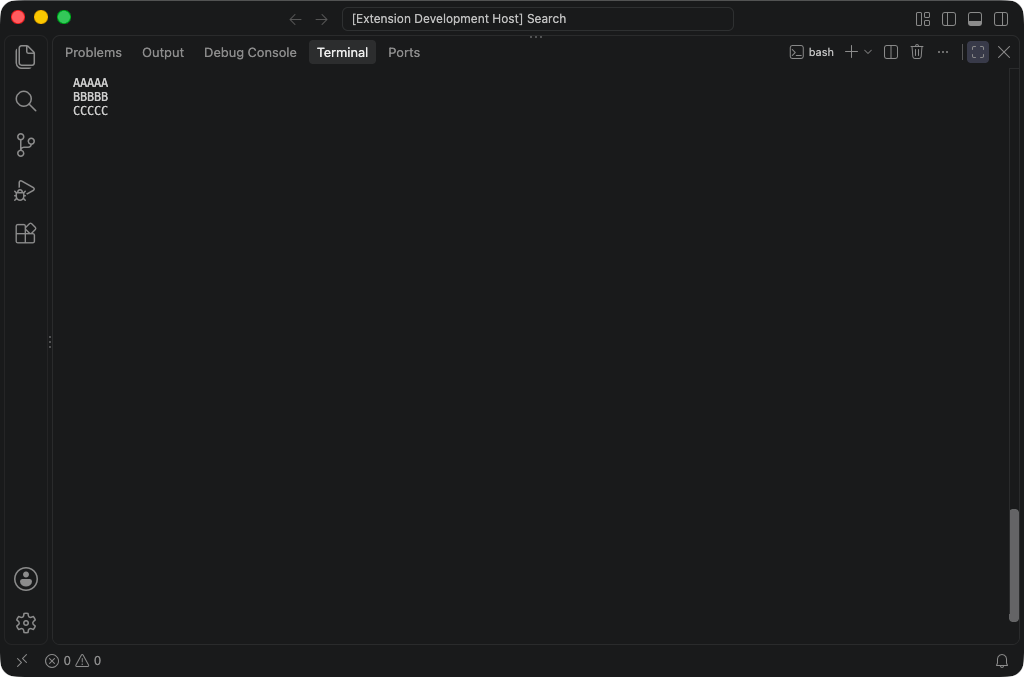 [Extension Development Host] Search
Problems Output Debug Console Terminal Ports bash
AAAAA
BBBBB
CCCCC
0 0